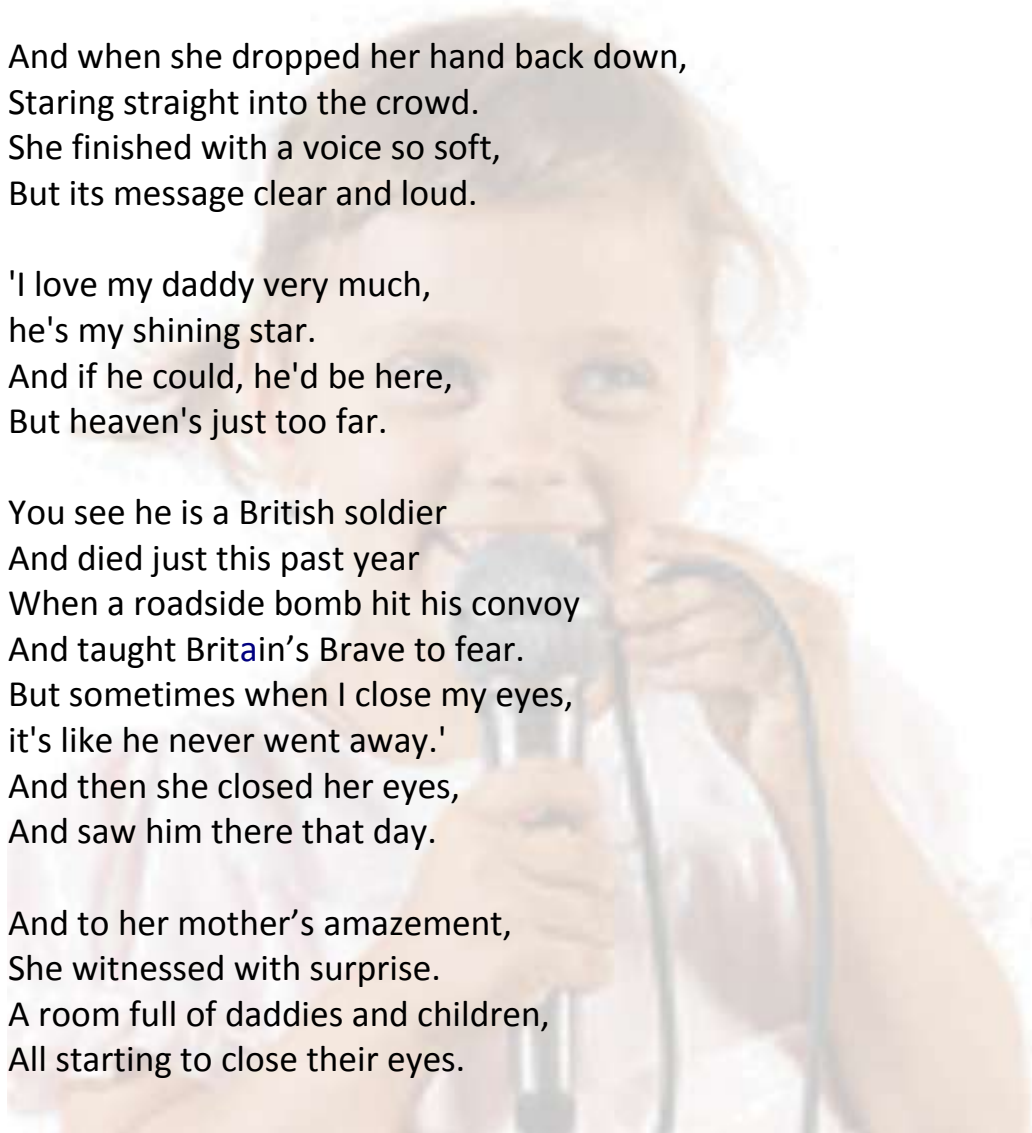 And when she dropped her hand back down,
Staring straight into the crowd.
She finished with a voice so soft,
But its message clear and loud.

'I love my daddy very much,
he's my shining star.
And if he could, he'd be here,
But heaven's just too far.

You see he is a British soldier
And died just this past year
When a roadside bomb hit his convoy
And taught Britain’s Brave to fear.
But sometimes when I close my eyes,
it's like he never went away.'
And then she closed her eyes,
And saw him there that day.

And to her mother’s amazement,
She witnessed with surprise.
A room full of daddies and children,
All starting to close their eyes.